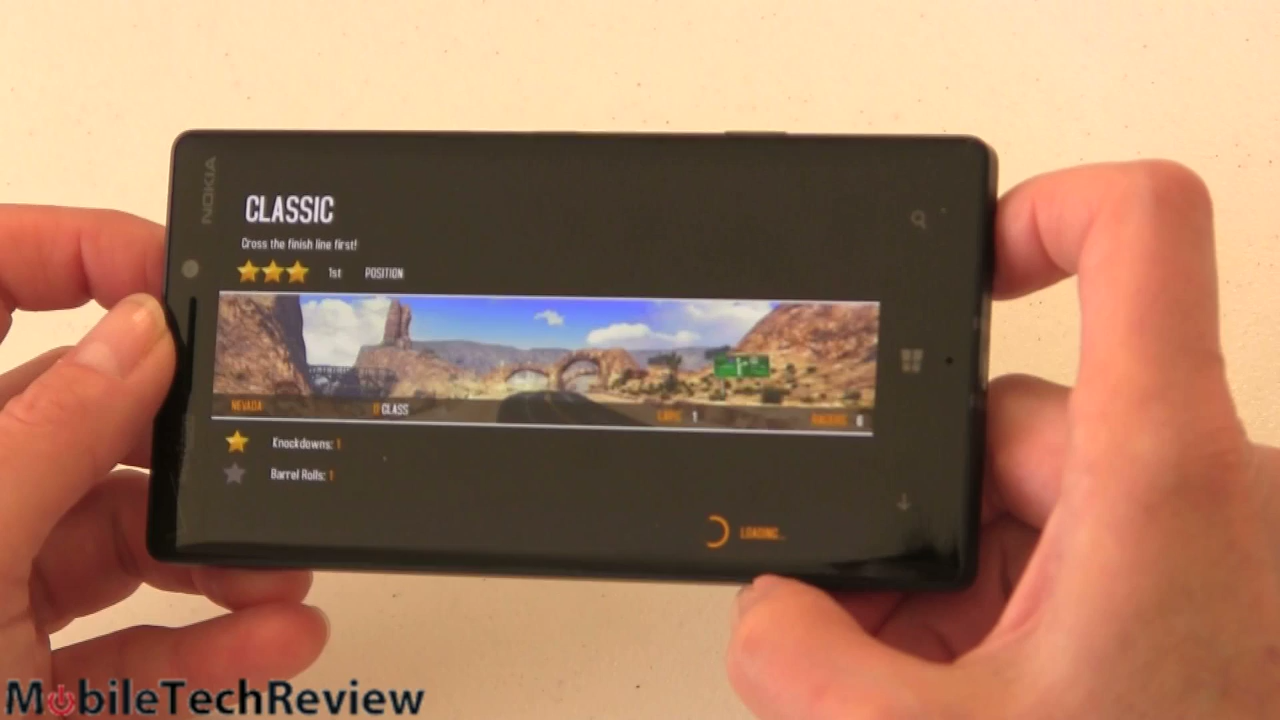 NOKIA
CLASSIC
Cross the finish line first!
1st POSITION
NEVADA D CLASS LAPS: 1 RACERS: 6
Knockdowns: 1
Barrel Rolls: 1
LOADING...
MobileTechReview